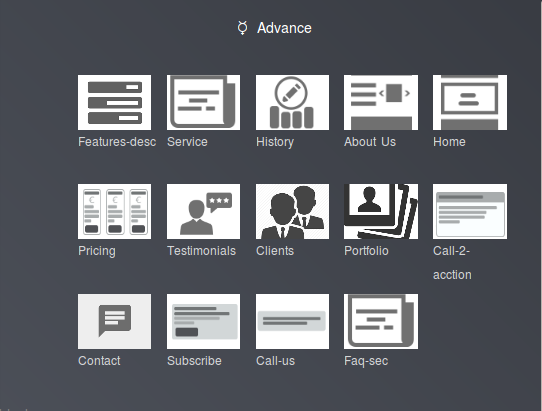 Advance
Features-desc
Service
History
About Us
Home
Pricing
Testimonials
Clients
Portfolio
Call-2-
acction
Contact
Subscribe
Call-us
Faq-sec